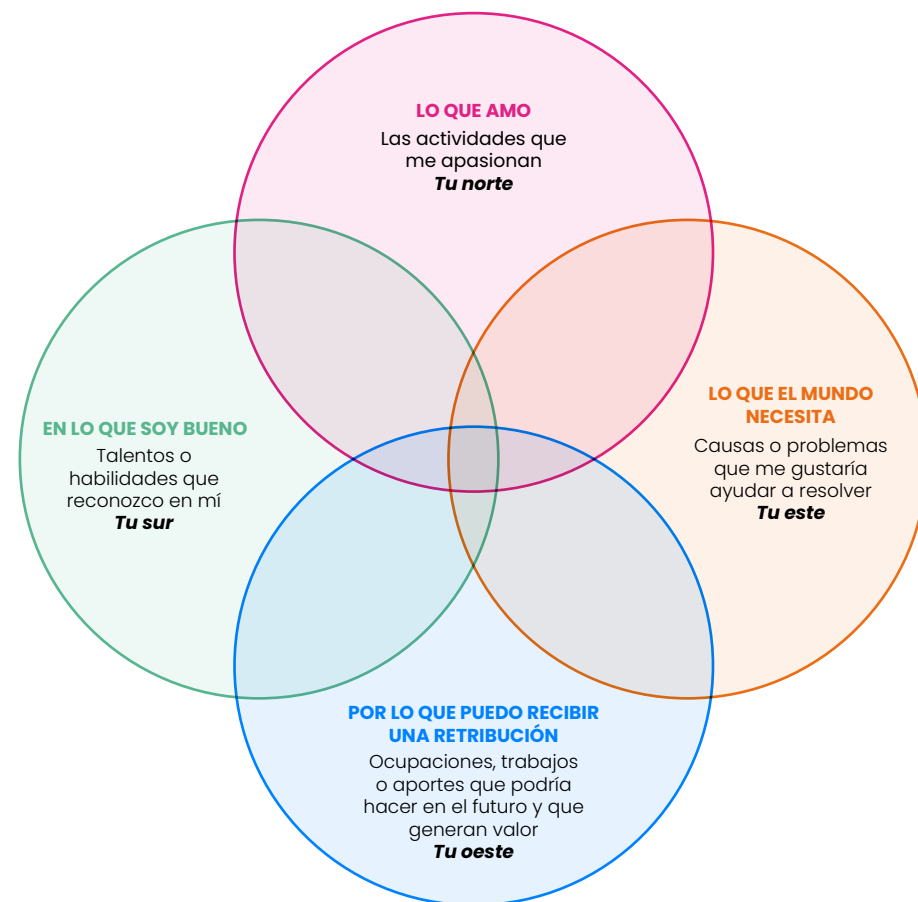 LO QUE AMO
Las actividades que
me apasionan
Tu norte
EN LO QUE SOY BUENO
Talentos o
habilidades que
reconozco en mí
Tu sur
LO QUE EL MUNDO
NECESITA
Causas o problemas
que me gustaría
ayudar a resolver
Tu este
POR LO QUE PUEDO RECIBIR
UNA RETRIBUCIÓN
Ocupaciones, trabajos
o aportes que podría
hacer en el futuro y que
generan valor
Tu oeste